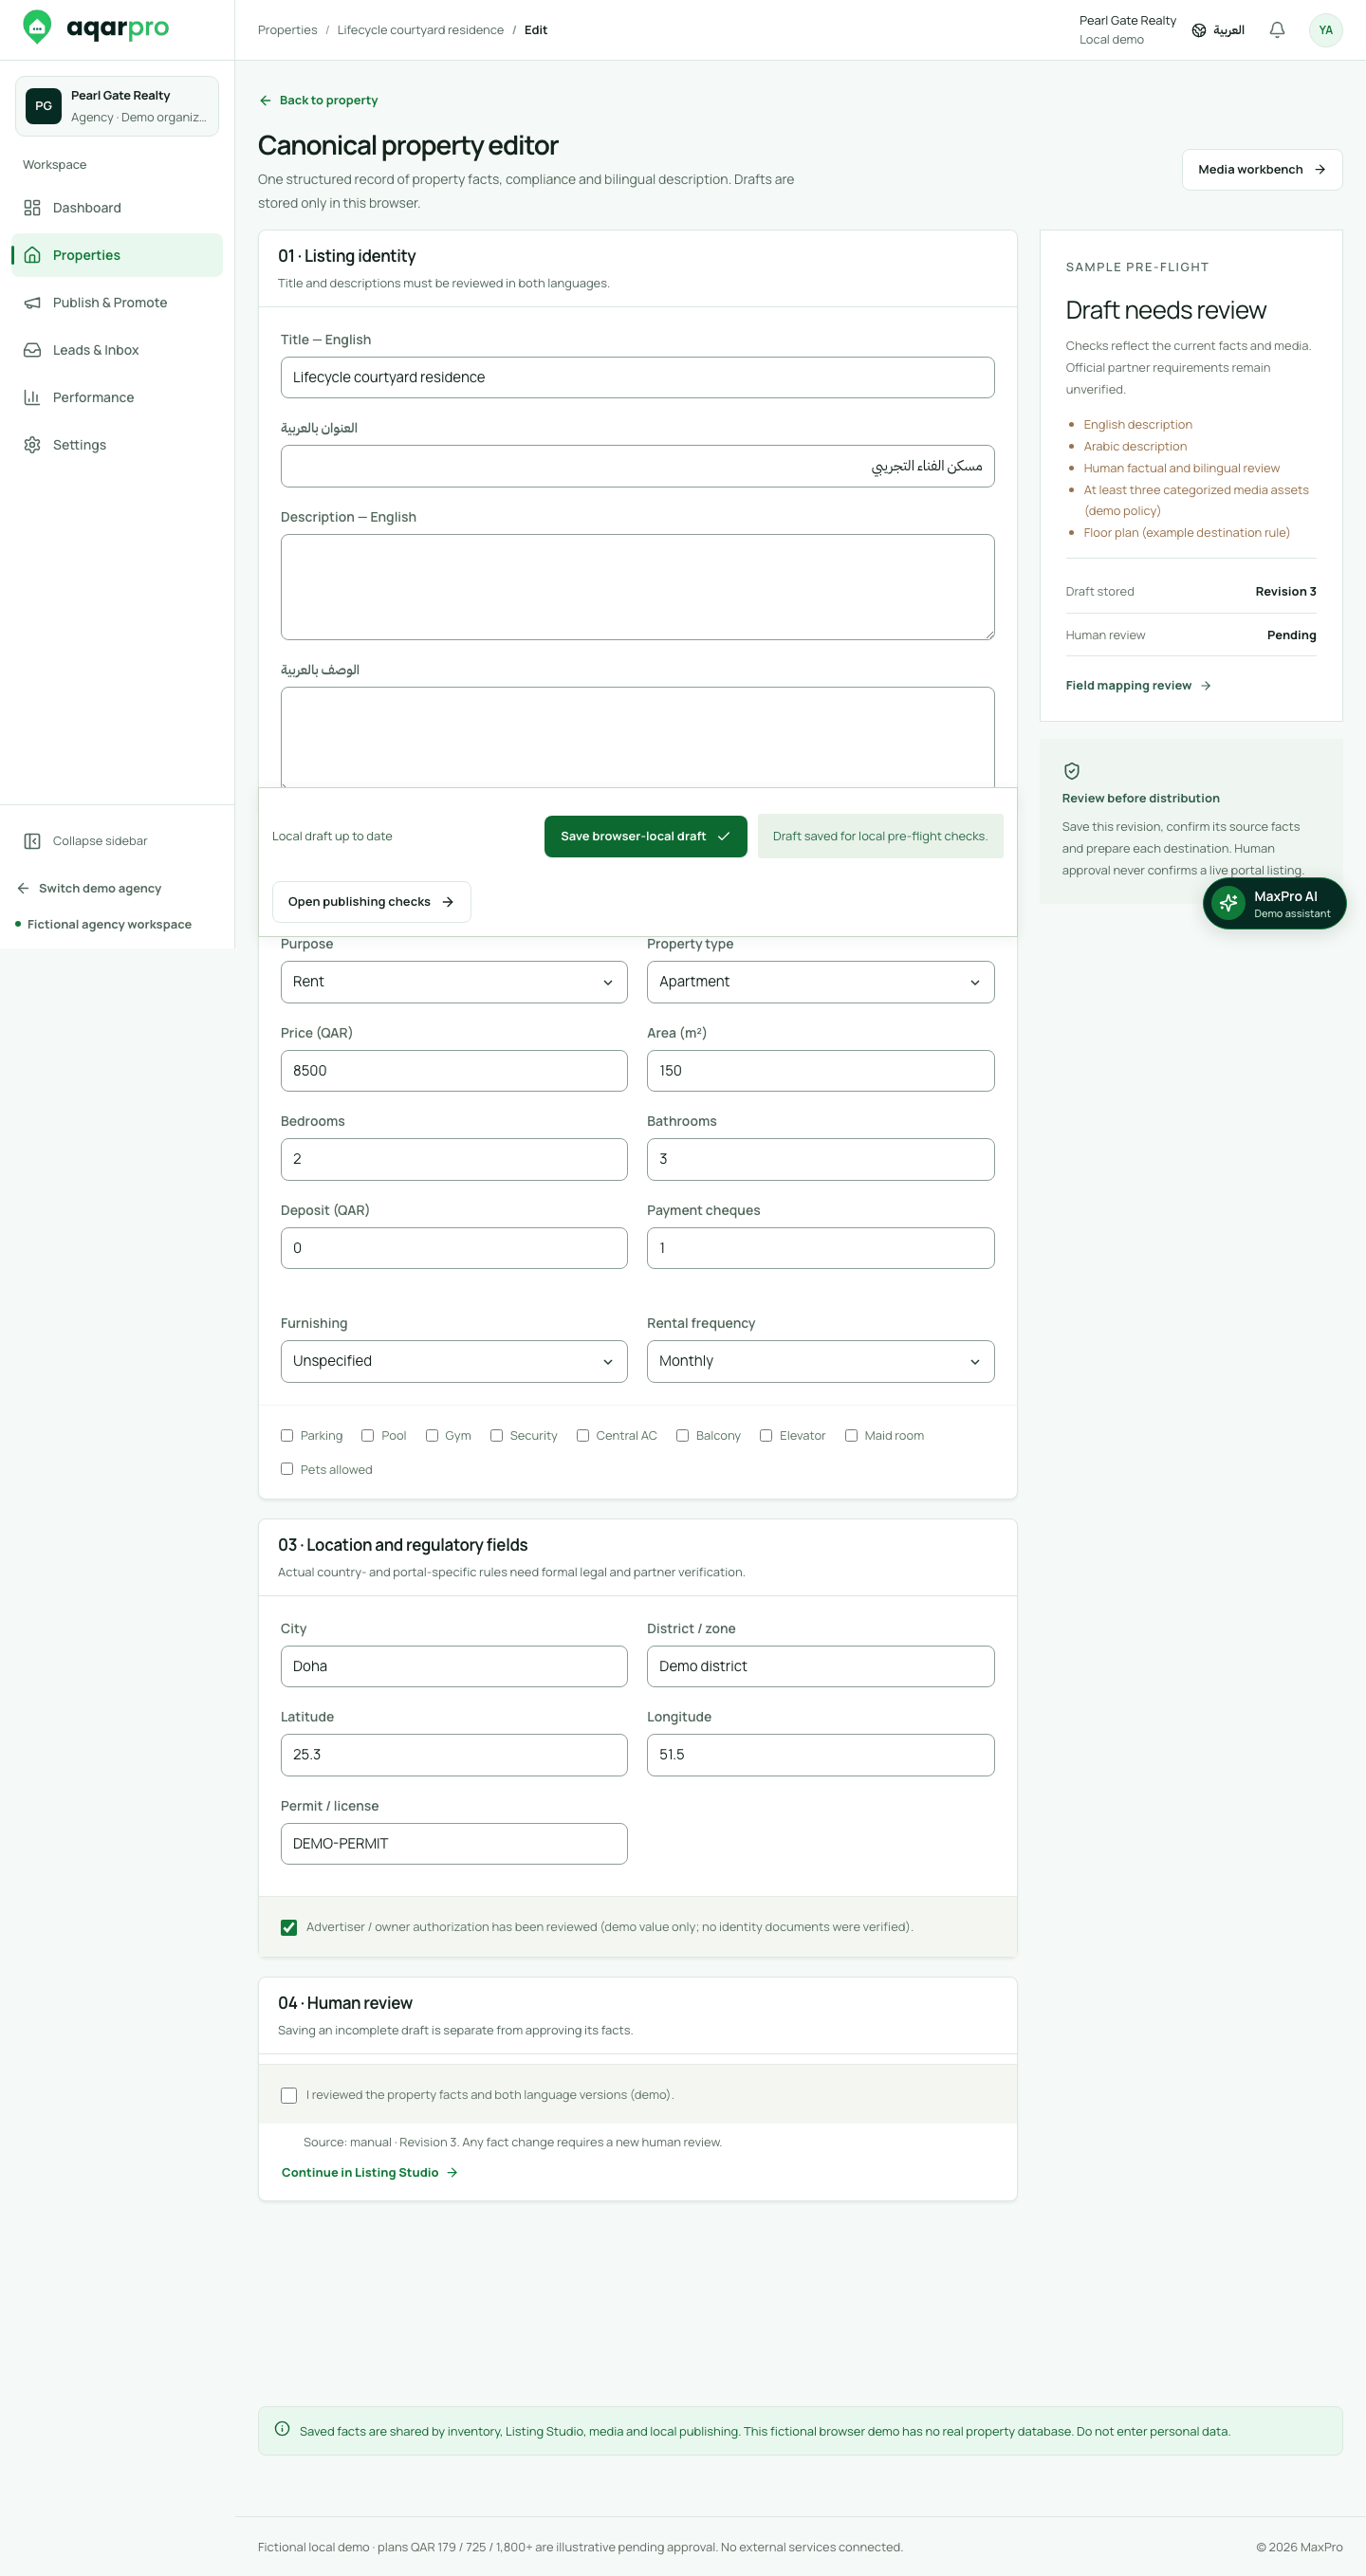 aqarpro
Properties / Lifecycle courtyard residence / Edit
Pearl Gate Realty
Local demo
العربية
YA
PG
Pearl Gate Realty
Agency · Demo organiz...
Workspace
Dashboard
Properties
Publish & Promote
Leads & Inbox
Performance
Settings
Collapse sidebar
Switch demo agency
Fictional agency workspace
Back to property
Canonical property editor
One structured record of property facts, compliance and bilingual description. Drafts are
stored only in this browser.
Media workbench
01 · Listing identity
Title and descriptions must be reviewed in both languages.
Title — English
Lifecycle courtyard residence
العنوان بالعربية
مسكن الفناء التجريبي
Description — English
الوصف بالعربية
Local draft up to date
Save browser-local draft
Draft saved for local pre-flight checks.
Open publishing checks
Purpose
Property type
Rent
Apartment
Price (QAR)
Area (m²)
8500
150
Bedrooms
Bathrooms
2
3
Deposit (QAR)
Payment cheques
0
1
Furnishing
Rental frequency
Unspecified
Monthly
Parking
Pool
Gym
Security
Central AC
Balcony
Elevator
Maid room
Pets allowed
03 · Location and regulatory fields
Actual country- and portal-specific rules need formal legal and partner verification.
City
District / zone
Doha
Demo district
Latitude
Longitude
25.3
51.5
Permit / license
DEMO-PERMIT
Advertiser / owner authorization has been reviewed (demo value only; no identity documents were verified).
04 · Human review
Saving an incomplete draft is separate from approving its facts.
I reviewed the property facts and both language versions (demo).
Source: manual · Revision 3. Any fact change requires a new human review.
Continue in Listing Studio
SAMPLE PRE-FLIGHT
Draft needs review
Checks reflect the current facts and media.
Official partner requirements remain
unverified.
English description
Arabic description
Human factual and bilingual review
At least three categorized media assets
(demo policy)
Floor plan (example destination rule)
Draft stored
Revision 3
Human review
Pending
Field mapping review
Review before distribution
Save this revision, confirm its source facts
and prepare each destination. Human
approval never confirms a live portal listing.
MaxPro AI
Demo assistant
Saved facts are shared by inventory, Listing Studio, media and local publishing. This fictional browser demo has no real property database. Do not enter personal data.
Fictional local demo · plans QAR 179 / 725 / 1,800+ are illustrative pending approval. No external services connected.
© 2026 MaxPro